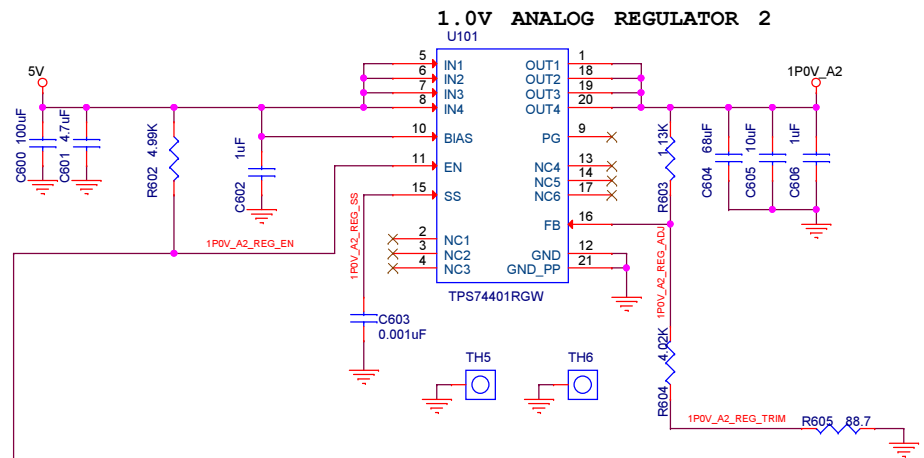 1.0V ANALOG REGULATOR 2
U101
5V
1P0V_A2
5 IN1 OUT1 1
6 IN2 OUT2 18
7 IN3 OUT3 19
8 IN4 OUT4 20
10 BIAS PG 9
11 EN NC4 13
NC5 14
15 SS NC6 17
FB 16
2 NC1 GND 12
3 NC2 GND_PP 21
4 NC3
TPS74401RGW
C600 100uF
C601 4.7uF
R602 4.99K
C602 1uF
1P0V_A2_REG_EN
1P0V_A2_REG_SS
C603
0.001uF
R603 1.13K
C604 68uF
C605 10uF
C606 1uF
1P0V_A2_REG_ADJ
R604 4.02K
TH5
TH6
1P0V_A2_REG_TRIM
R605 88.7